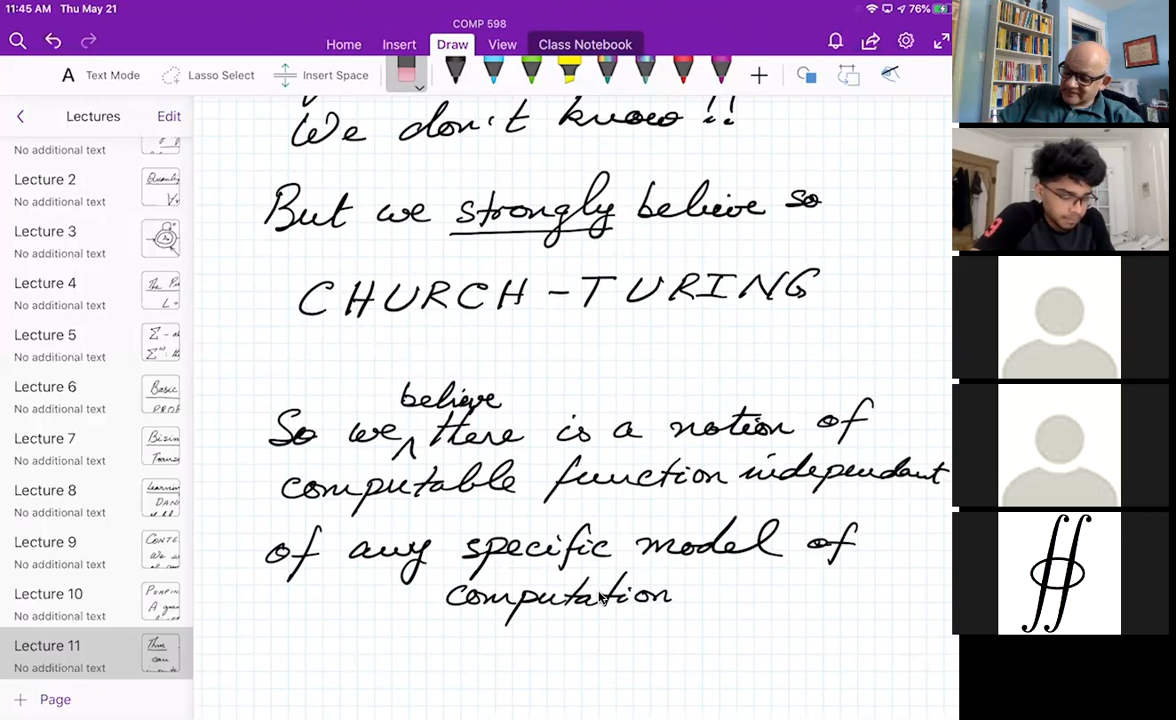 11:45 AM Thu May 21
76%
COMP 598
Home Insert Draw View Class Notebook
A Text Mode Lasso Select Insert Space
Lectures Edit
No additional text
Lecture 2
No additional text
Lecture 3
No additional text
Lecture 4
No additional text
Lecture 5
No additional text
Lecture 6
No additional text
Lecture 7
No additional text
Lecture 8
No additional text
Lecture 9
No additional text
Lecture 10
No additional text
Lecture 11
No additional text
+ Page
We don't know !!
But we strongly believe so
CHURCH-TURING
believe
So we ^ there is a notion of
computable function independant
of any specific model of
computation
∯